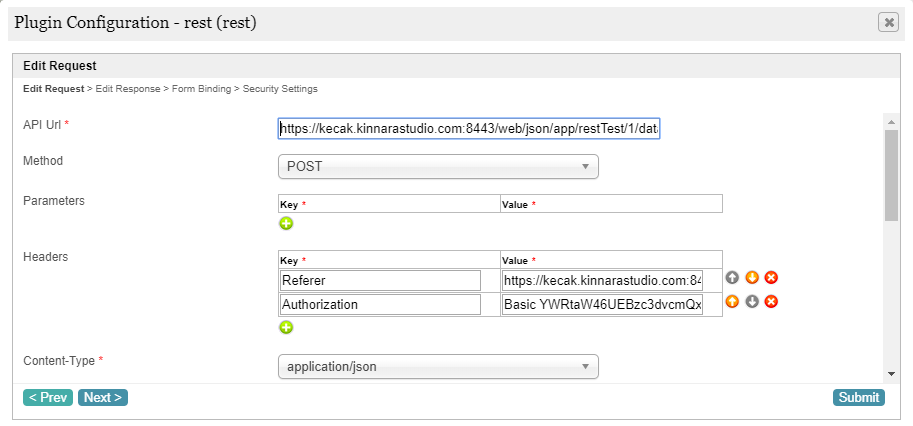 Plugin Configuration - rest (rest)
Edit Request
Edit Request > Edit Response > Form Binding > Security Settings
API Url *
https://kecak.kinnarastudio.com:8443/web/json/app/restTest/1/data
Method
POST
Parameters
Key * Value *
Headers
Key * Value *
Referer https://kecak.kinnarastudio.com:84
Authorization Basic YWRtaW46UEBzc3dvcmQx
Content-Type *
application/json
< Prev Next > Submit